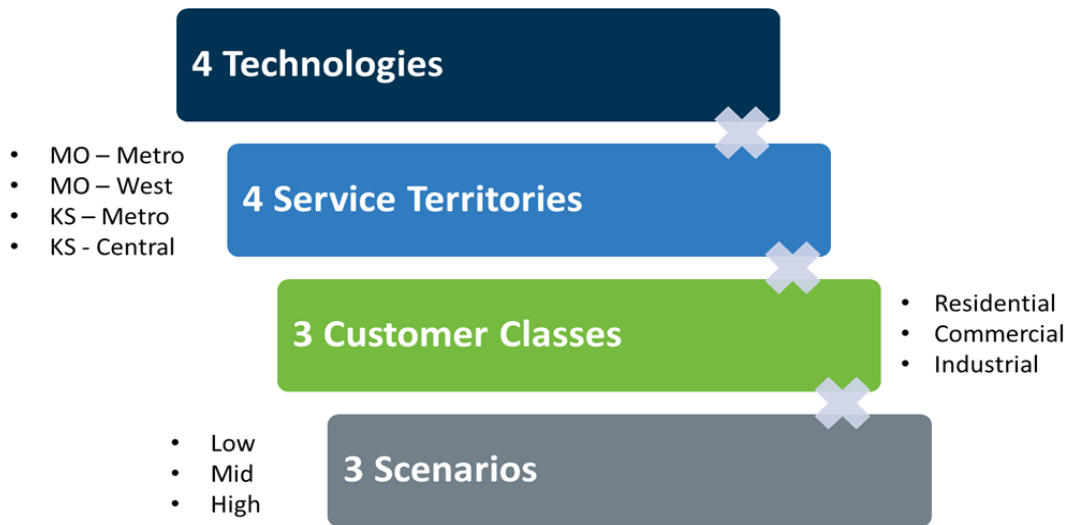 4 Technologies
• MO – Metro
• MO – West
• KS – Metro
• KS - Central
4 Service Territories
3 Customer Classes
• Residential
• Commercial
• Industrial
• Low
• Mid
• High
3 Scenarios